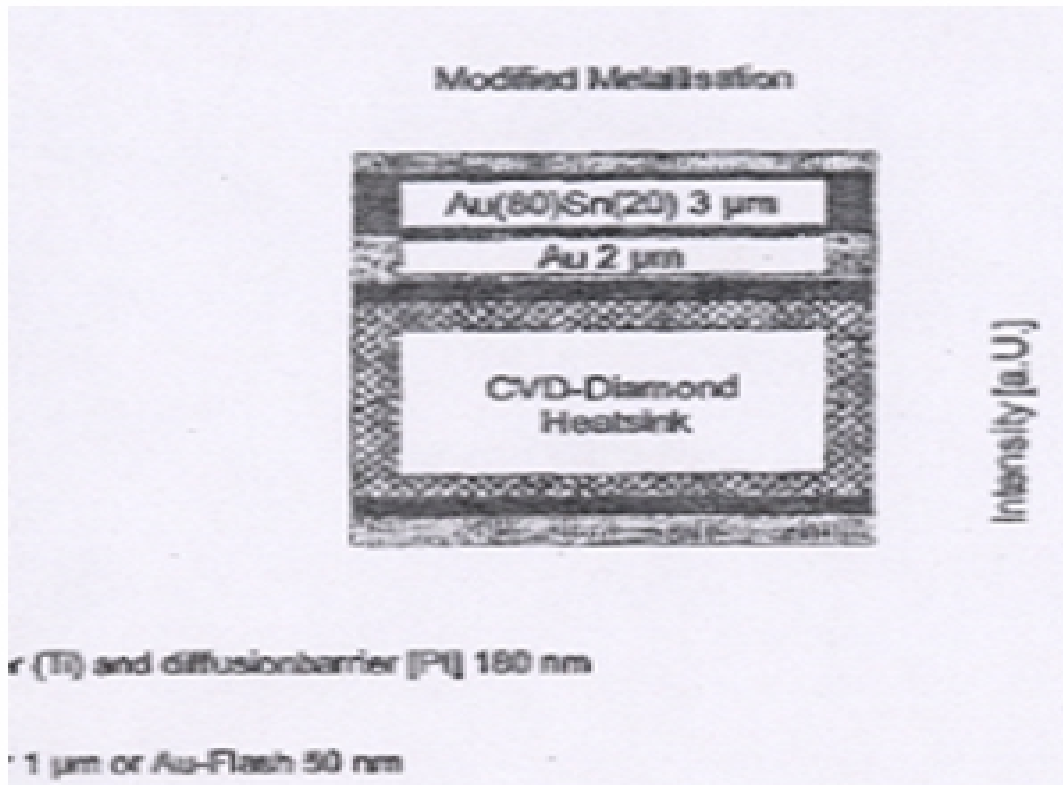 Modified Metallisation
Au(80)Sn(20) 3 µm
Au 2 µm
CVD-Diamond
Heatsink
Intensity [a.U.]
r (Ti) and diffusionbarrier [Pt] 180 nm
1 µm or Au-Flash 50 nm